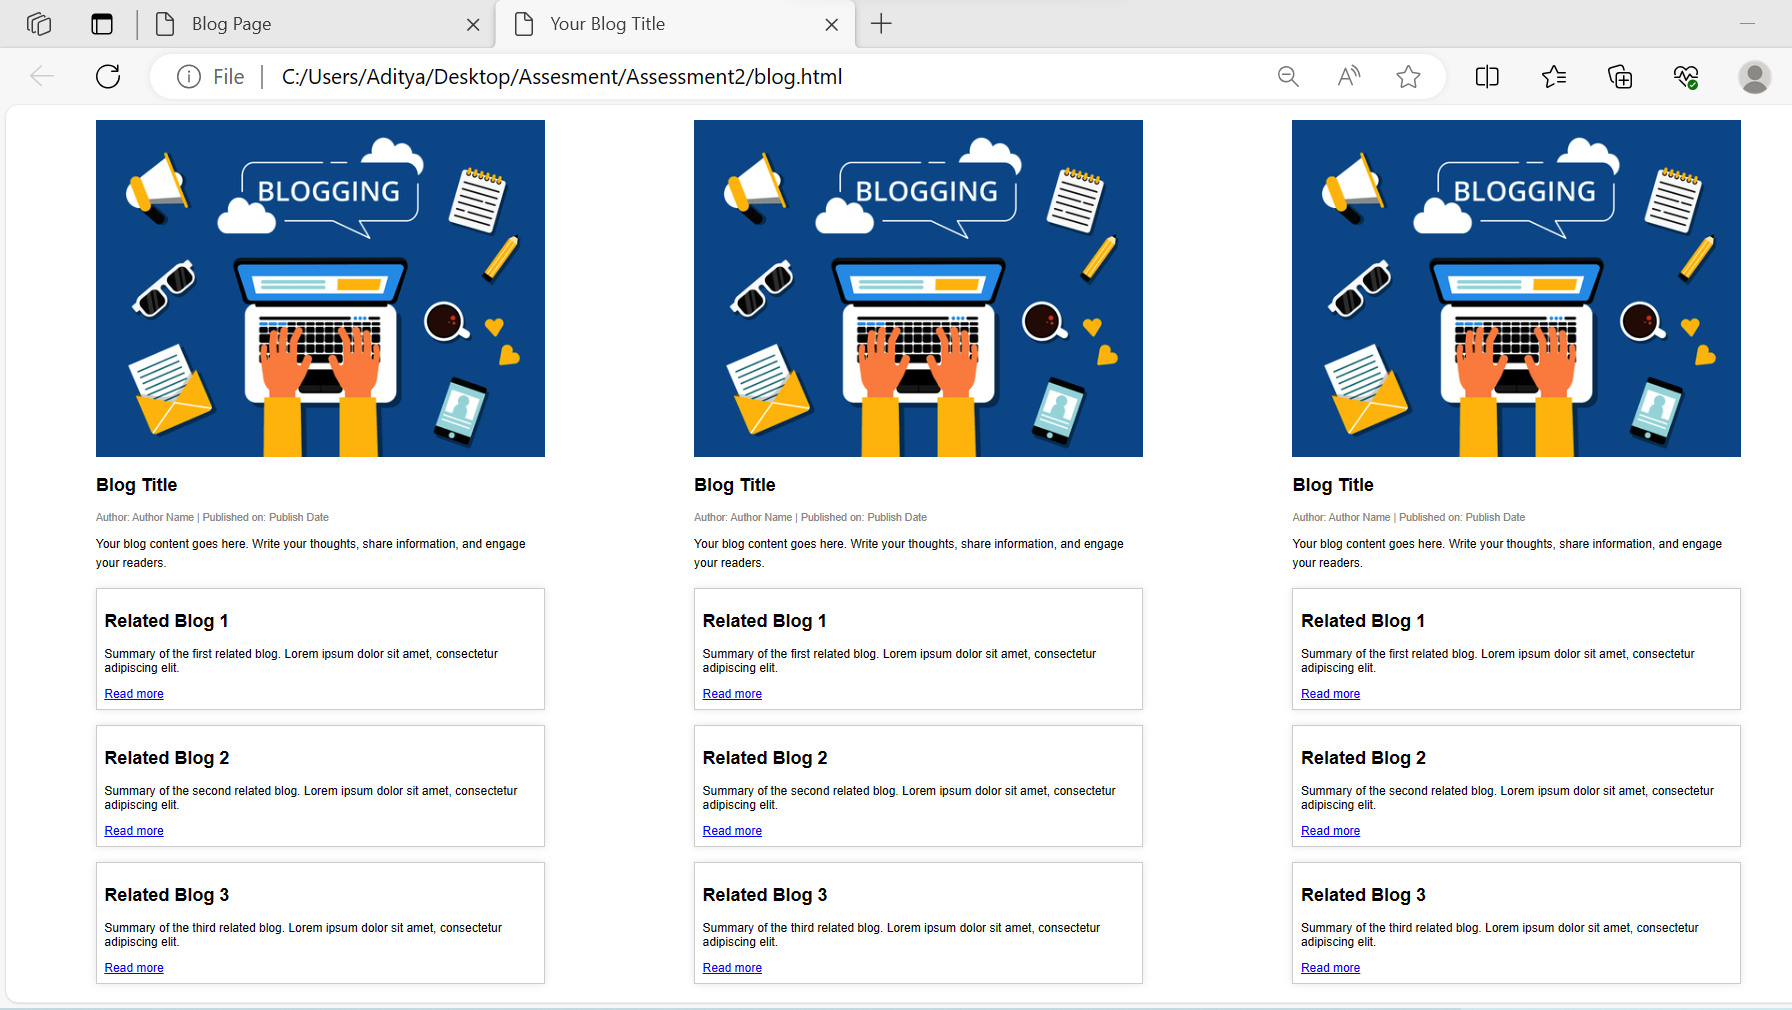 Blog Page
Your Blog Title
File
C:/Users/Aditya/Desktop/Assesment/Assessment2/blog.html
BLOGGING
Blog Title
Author: Author Name | Published on: Publish Date
Your blog content goes here. Write your thoughts, share information, and engage
your readers.
Related Blog 1
Summary of the first related blog. Lorem ipsum dolor sit amet, consectetur
adipiscing elit.
Read more
Related Blog 2
Summary of the second related blog. Lorem ipsum dolor sit amet, consectetur
adipiscing elit.
Read more
Related Blog 3
Summary of the third related blog. Lorem ipsum dolor sit amet, consectetur
adipiscing elit.
Read more
BLOGGING
Blog Title
Author: Author Name | Published on: Publish Date
Your blog content goes here. Write your thoughts, share information, and engage
your readers.
Related Blog 1
Summary of the first related blog. Lorem ipsum dolor sit amet, consectetur
adipiscing elit.
Read more
Related Blog 2
Summary of the second related blog. Lorem ipsum dolor sit amet, consectetur
adipiscing elit.
Read more
Related Blog 3
Summary of the third related blog. Lorem ipsum dolor sit amet, consectetur
adipiscing elit.
Read more
BLOGGING
Blog Title
Author: Author Name | Published on: Publish Date
Your blog content goes here. Write your thoughts, share information, and engage
your readers.
Related Blog 1
Summary of the first related blog. Lorem ipsum dolor sit amet, consectetur
adipiscing elit.
Read more
Related Blog 2
Summary of the second related blog. Lorem ipsum dolor sit amet, consectetur
adipiscing elit.
Read more
Related Blog 3
Summary of the third related blog. Lorem ipsum dolor sit amet, consectetur
adipiscing elit.
Read more